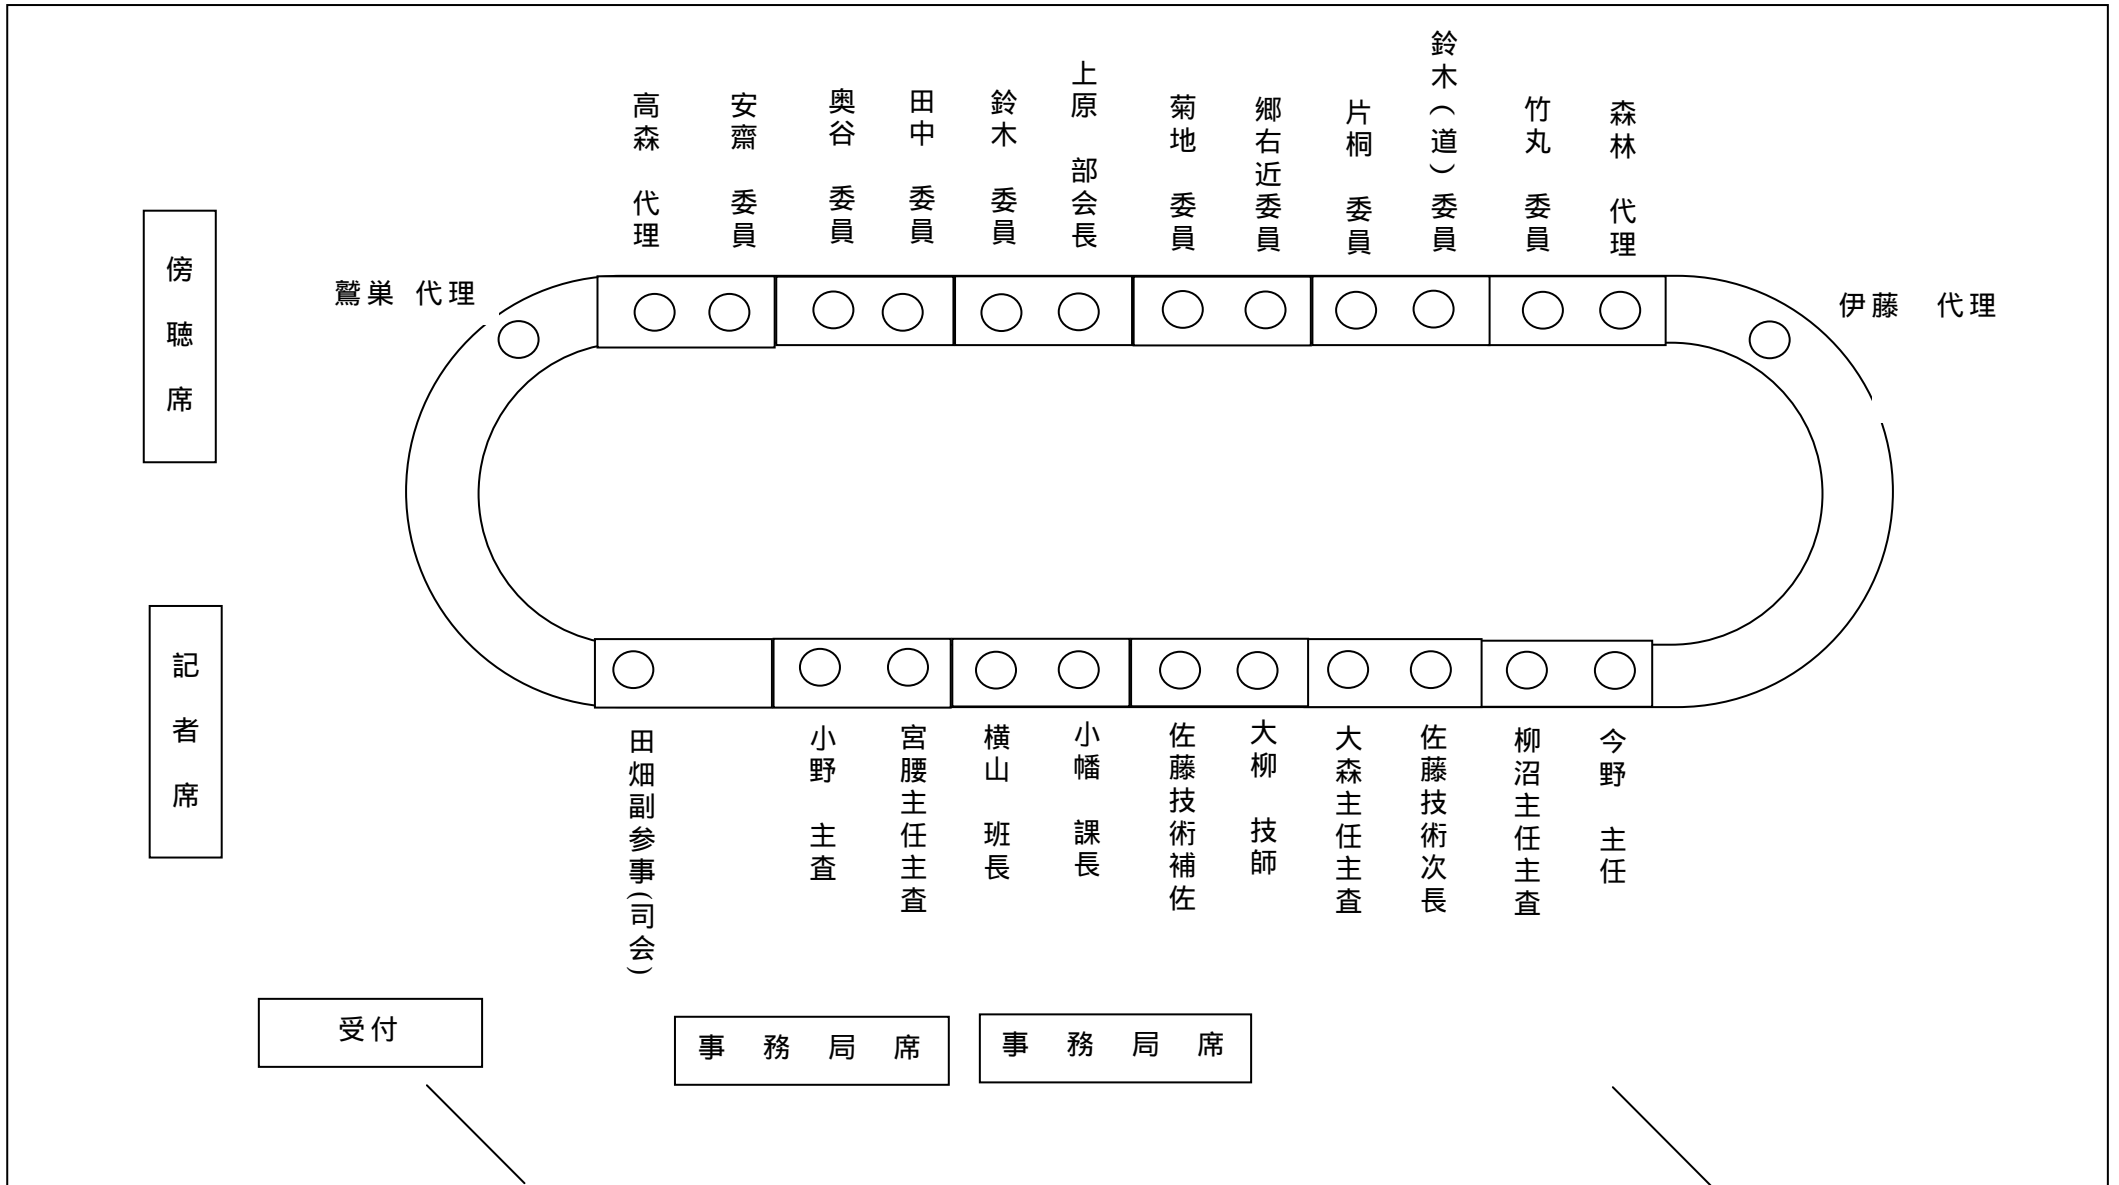 高森　代理
安齋　委員
奥谷　委員
田中　委員
鈴木　委員
上原　部会長
菊地　委員
郷右近委員
片桐　委員
鈴木(道)委員
竹丸　委員
森林　代理
鷲巣 代理
伊藤　代理
傍聴席
記者席
田畑副参事(司会)
小野　主査
宮腰主任主査
横山　班長
小幡　課長
佐藤技術補佐
大柳　技師
大森主任主査
佐藤技術次長
柳沼主任主査
今野　主任
受付
事　務　局　席
事　務　局　席